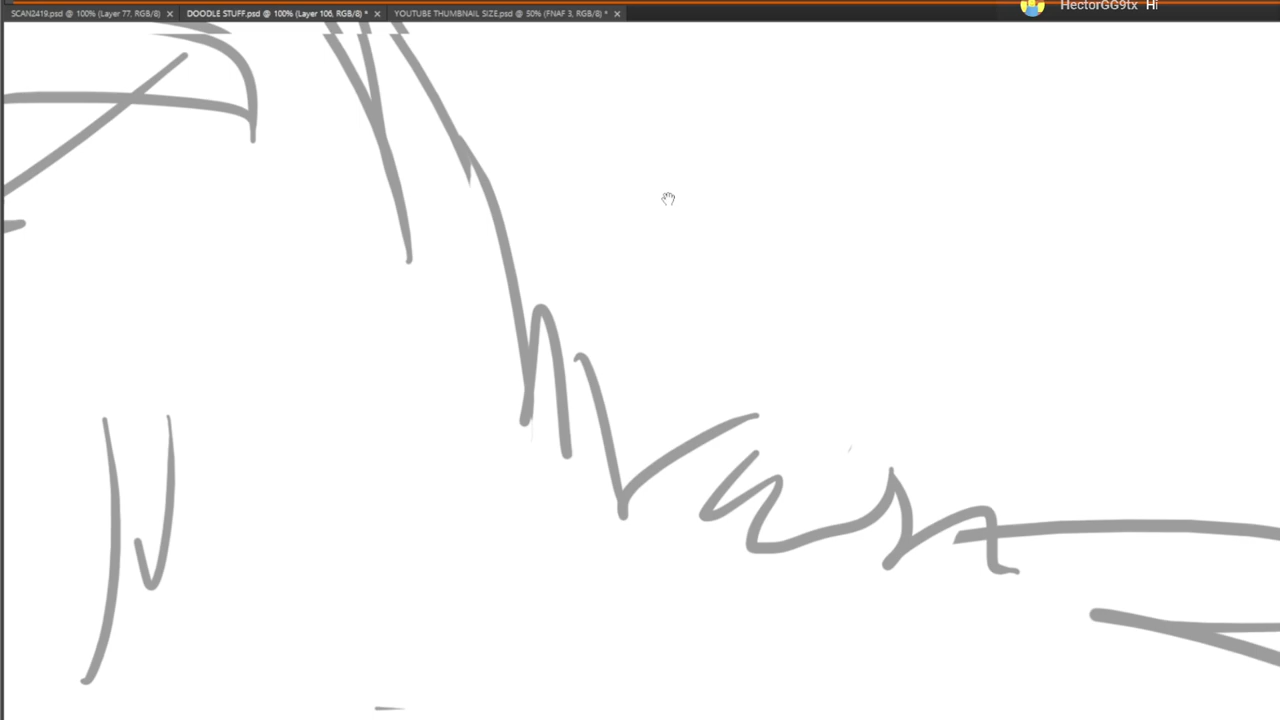 HectorGG9tx Hi
SCAN2419.psd @ 100% (Layer 77, RGB/8) × DOODLE STUFF.psd @ 100% (Layer 106, RGB/8) * × YOUTUBE THUMBNAIL SIZE.psd @ 50% (FNAF 3, RGB/8) * ×